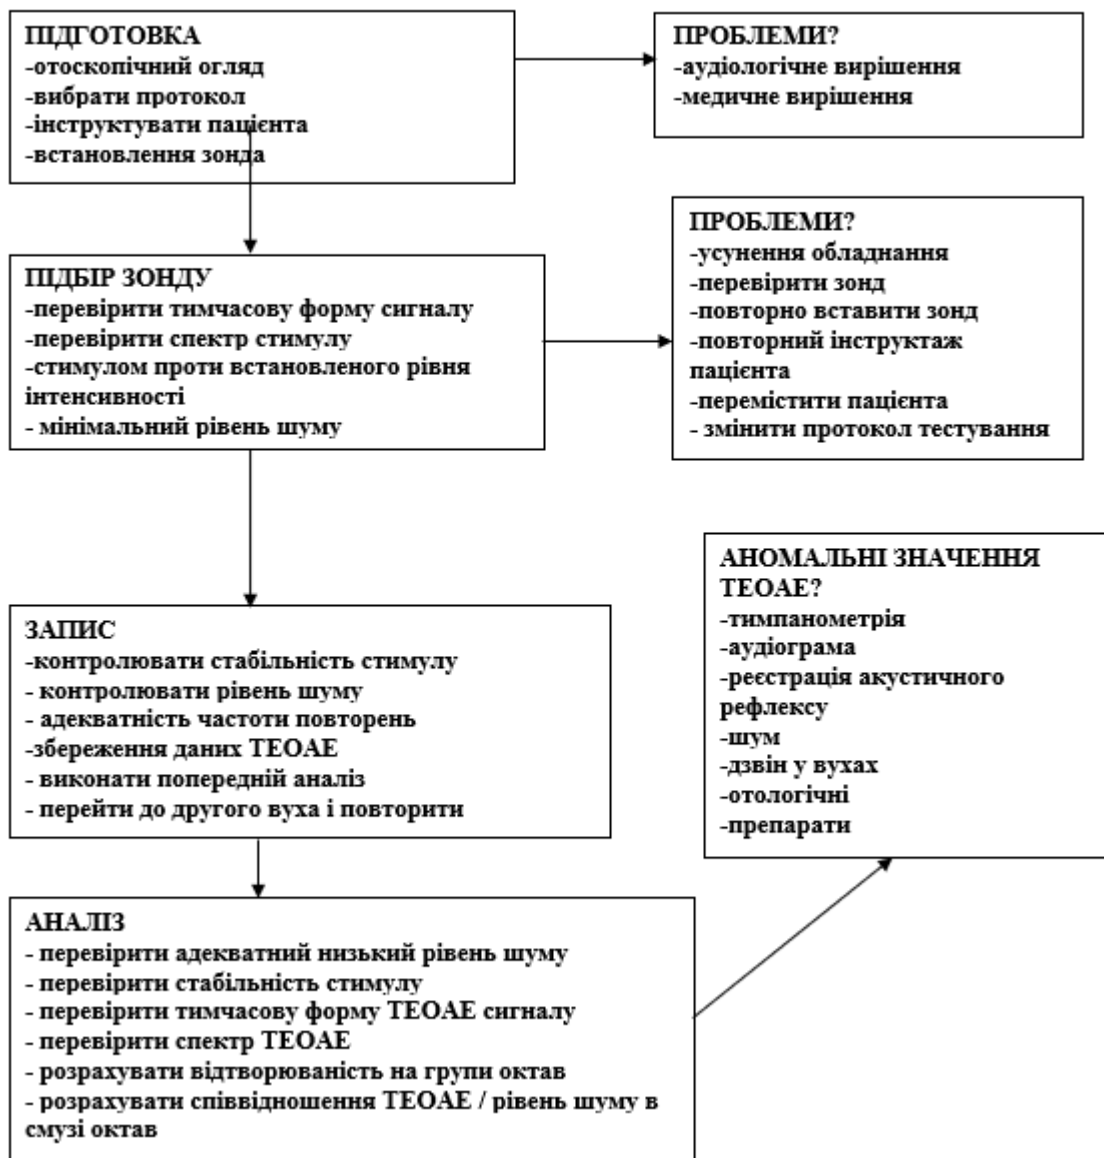 ПІДГОТОВКА
-отоскопічний огляд
-вибрати протокол
-інструктувати пацієнта
-встановлення зонда
ПРОБЛЕМИ?
-аудіологічне вирішення
-медичне вирішення
ПІДБІР ЗОНДУ
-перевірити тимчасову форму сигналу
-перевірити спектр стимулу
-стимулом проти встановленого рівня
інтенсивності
- мінімальний рівень шуму
ПРОБЛЕМИ?
-усунення обладнання
-перевірити зонд
-повторно вставити зонд
-повторний інструктаж
пацієнта
-перемістити пацієнта
- змінити протокол тестування
ЗАПИС
-контролювати стабільність стимулу
- контролювати рівень шуму
- адекватність частоти повторень
-збереження даних ТЕОАЕ
- виконати попередній аналіз
- перейти до другого вуха і повторити
АНОМАЛЬНІ ЗНАЧЕННЯ
ТЕОАЕ?
-тимпанометрія
-аудіограма
-реєстрація акустичного
рефлексу
-шум
-дзвін у вухах
-отологічні
-препарати
АНАЛІЗ
- перевірити адекватний низький рівень шуму
- перевірити стабільність стимулу
- перевірити тимчасову форму ТЕОАЕ сигналу
- перевірити спектр ТЕОАЕ
- розрахувати відтворюваність на групи октав
- розрахувати співвідношення ТЕОАЕ / рівень шуму в
смузі октав